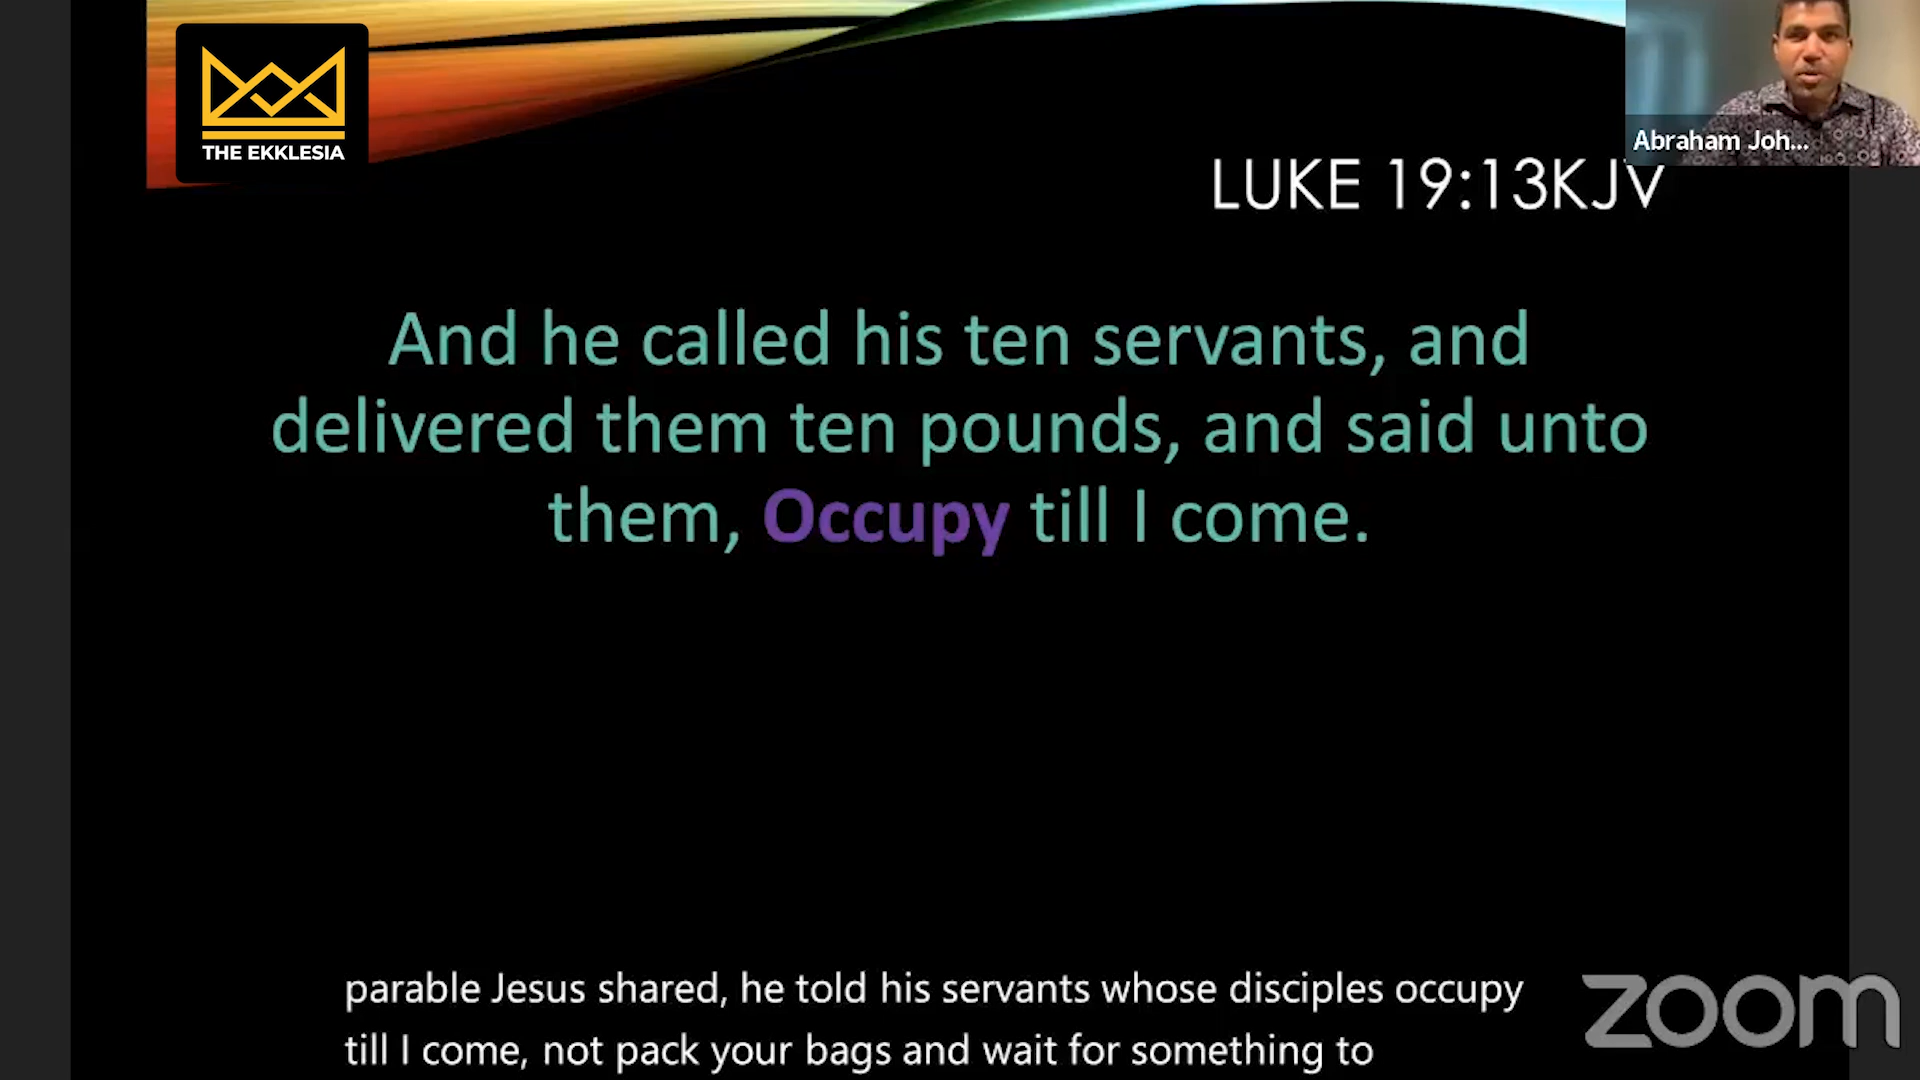 THE EKKLESIA
Abraham Joh...
LUKE 19:13KJV
And he called his ten servants, and
delivered them ten pounds, and said unto
them, Occupy till I come.
parable Jesus shared, he told his servants whose disciples occupy
till I come, not pack your bags and wait for something to
zoom